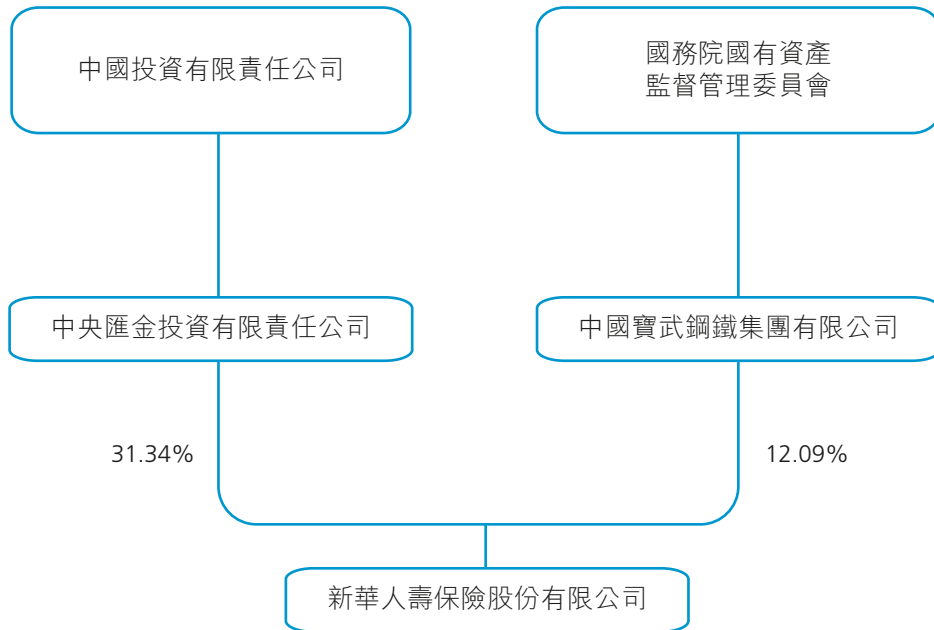 中國投資有限責任公司
國務院國有資產
監督管理委員會
中央匯金投資有限責任公司
中國寶武鋼鐵集團有限公司
31.34%
12.09%
新華人壽保險股份有限公司